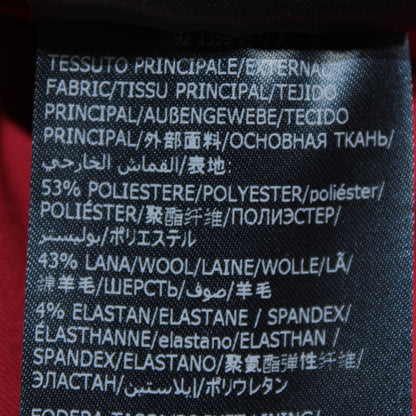 TESSUTO PRINCIPALE/EXTERNAL
FABRIC/TISSU PRINCIPAL/TEJIDO
PRINCIPAL/AUßENGEWEBE/TECIDO
PRINCIPAL/外部面料/ОСНОВНАЯ ТКАНЬ/
القماش الخارجي/表地:
53% POLIESTERE/POLYESTER/poliéster/
POLIÉSTER/聚酯纤维/ПОЛИЭСТЕР/
بوليستر/ポリエステル
43% LANA/WOOL/LAINE/WOLLE/LÃ/
绵羊毛/ШЕРСТЬ/صوف/羊毛
4% ELASTAN/ELASTANE / SPANDEX/
ÉLASTHANNE/elastano/ELASTHAN /
SPANDEX/ELASTANO/聚氨酯弹性纤维/
ЭЛАСТАН/إيلاستين/ポリウレタン